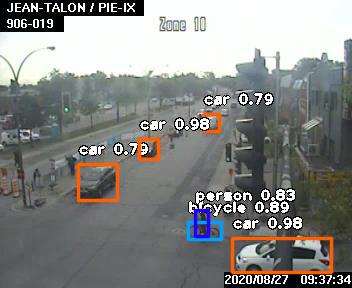 JEAN-TALON / PIE-IX
906-019
Zone 10
car 0.79
car 0.98
car 0.79
person 0.83
bicycle 0.89
car 0.98
2020/08/27 09:37:34